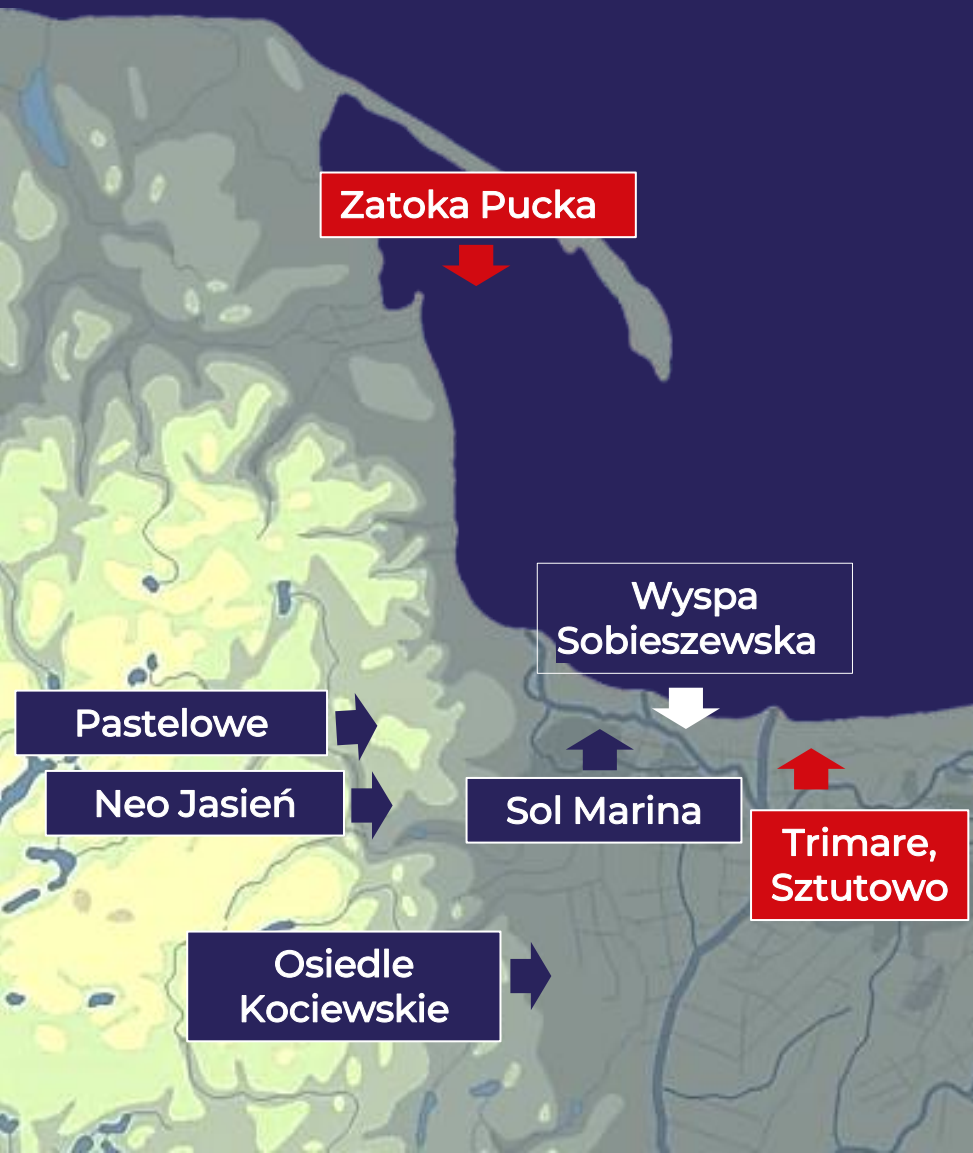 Zatoka Pucka
Wyspa
Sobieszewska
Pastelowe
Neo Jasień
Sol Marina
Trimare,
Sztutowo
Osiedle
Kociewskie